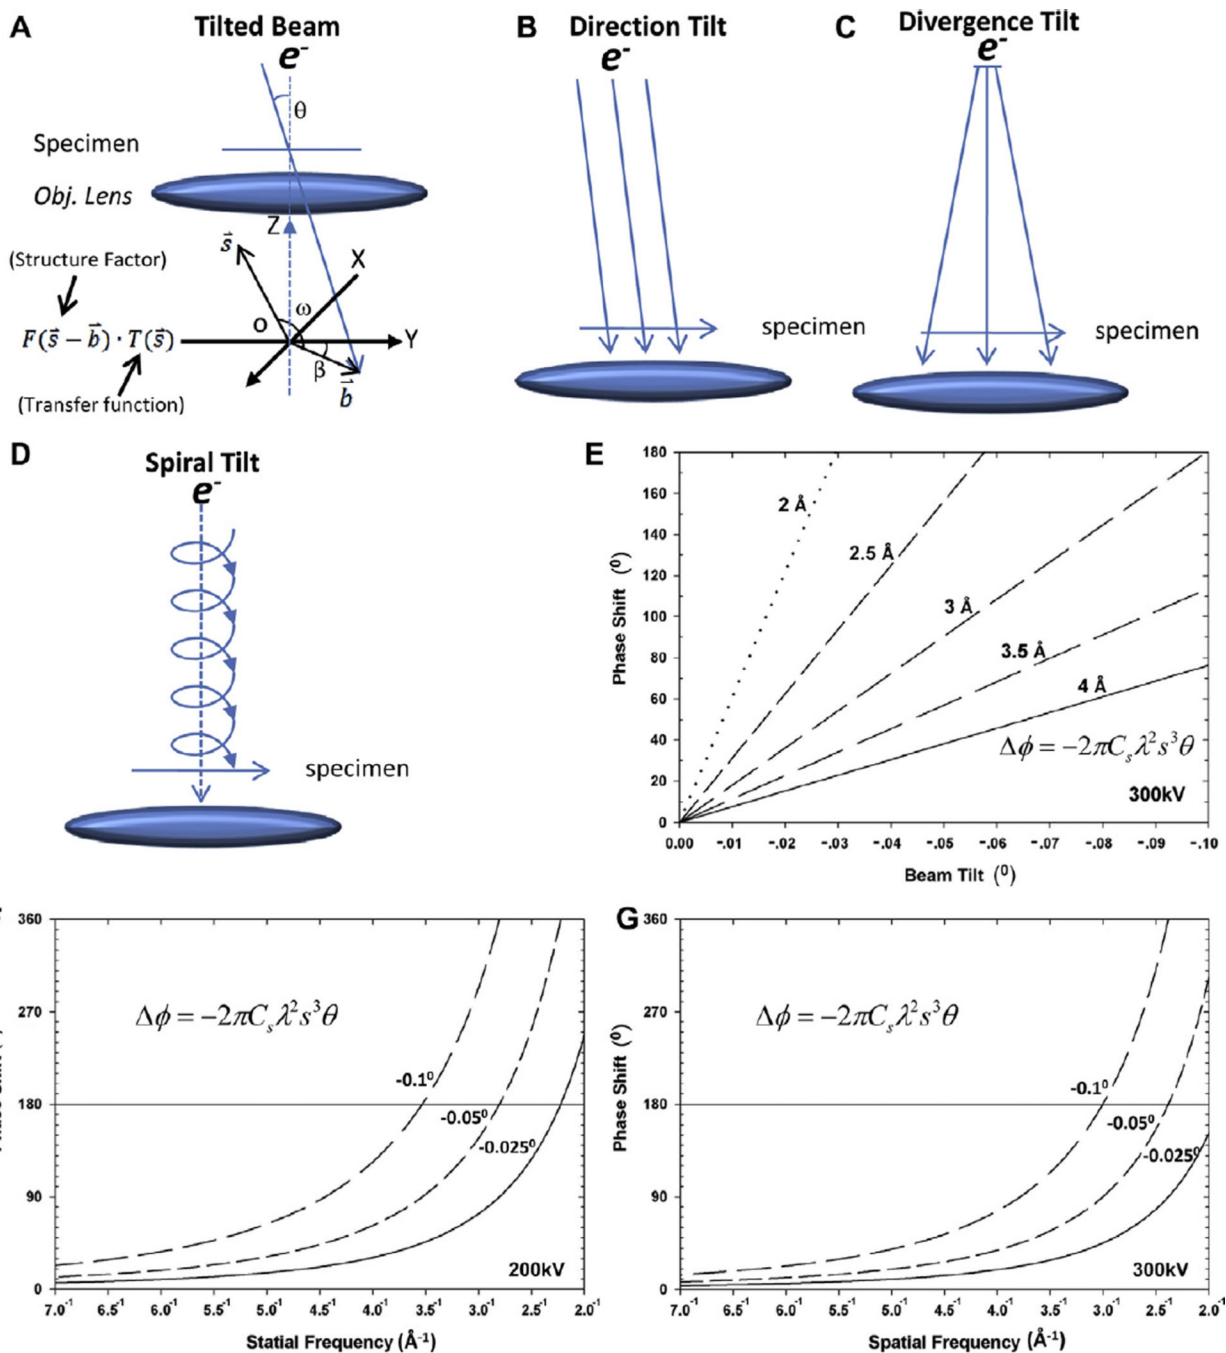 A
Tilted Beam
e⁻
θ
Specimen
Obj. Lens
Z
s⃗
X
(Structure Factor)
ω
O
F(s⃗ − b⃗) · T(s⃗)
Y
β
b⃗
(Transfer function)
B
Direction Tilt
e⁻
specimen
C
Divergence Tilt
e⁻
specimen
D
Spiral Tilt
e⁻
specimen
E
180
160
140
120
100
80
60
40
20
0
Phase Shift (⁰)
2 Å
2.5 Å
3 Å
3.5 Å
4 Å
Δϕ = −2πCₛλ²s³θ
300kV
0.00 -.01 -.02 -.03 -.04 -.05 -.06 -.07 -.08 -.09 -.10
Beam Tilt (⁰)
360
270
180
90
0
Δϕ = −2πCₛλ²s³θ
-0.1⁰
-0.05⁰
-0.025⁰
200kV
7.0⁻¹ 6.5⁻¹ 6.0⁻¹ 5.5⁻¹ 5.0⁻¹ 4.5⁻¹ 4.0⁻¹ 3.5⁻¹ 3.0⁻¹ 2.5⁻¹ 2.0⁻¹
Statial Frequency (Å⁻¹)
G
360
270
180
90
0
Phase Shift (⁰)
Δϕ = −2πCₛλ²s³θ
-0.1⁰
-0.05⁰
-0.025⁰
300kV
7.0⁻¹ 6.5⁻¹ 6.0⁻¹ 5.5⁻¹ 5.0⁻¹ 4.5⁻¹ 4.0⁻¹ 3.5⁻¹ 3.0⁻¹ 2.5⁻¹ 2.0⁻¹
Spatial Frequency (Å⁻¹)